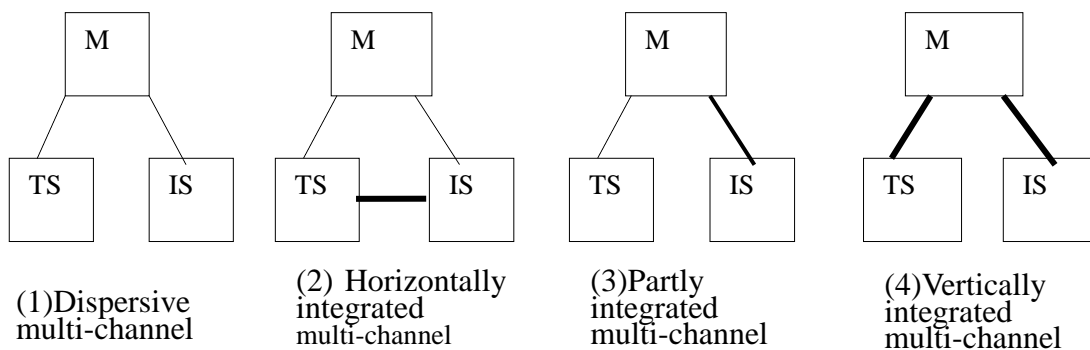 M
M
M
M
TS
IS
TS
IS
TS
IS
TS
IS
(1)Dispersive
multi-channel
(2) Horizontally
integrated
multi-channel
(3)Partly
integrated
multi-channel
(4)Vertically
integrated
multi-channel